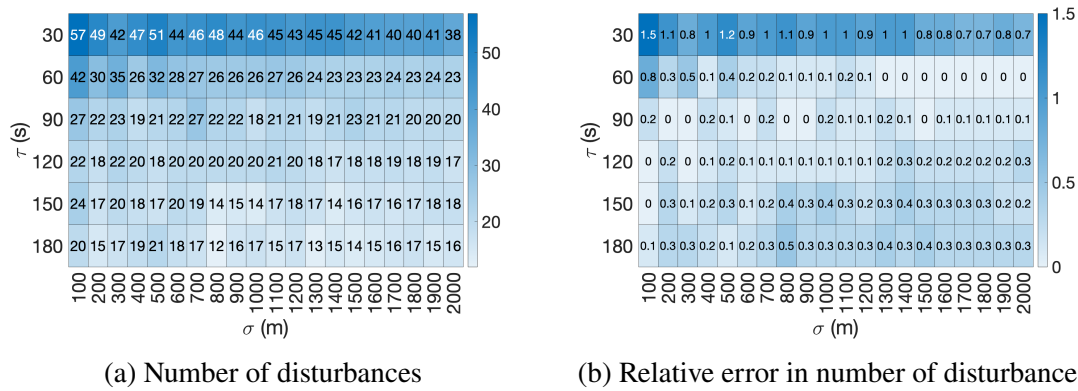 30 57 49 42 47 51 44 46 48 44 46 45 43 45 45 42 41 40 40 41 38
60 42 30 35 26 32 28 27 26 26 26 27 26 24 23 23 23 23 24 23 23
90 27 22 23 19 21 22 27 22 22 18 21 21 19 21 23 21 21 20 20 20
120 22 18 22 20 18 20 20 20 20 20 21 20 18 17 18 18 19 18 19 17
150 24 17 20 18 17 20 19 14 15 14 17 18 17 14 16 17 16 17 18 18
180 20 15 17 19 21 18 17 12 16 15 17 15 13 15 14 15 16 17 15 16
τ (s)
100 200 300 400 500 600 700 800 900 1000 1100 1200 1300 1400 1500 1600 1700 1800 1900 2000
σ (m)
50
40
30
20
(a) Number of disturbances
30 1.5 1.1 0.8 1 1.2 0.9 1 1.1 0.9 1 1 0.9 1 1 0.8 0.8 0.7 0.7 0.8 0.7
60 0.8 0.3 0.5 0.1 0.4 0.2 0.2 0.1 0.1 0.1 0.2 0.1 0 0 0 0 0 0 0 0
90 0.2 0 0 0.2 0.1 0 0.2 0 0 0.2 0.1 0.1 0.2 0.1 0 0.1 0.1 0.1 0.1 0.1
120 0 0.2 0 0.1 0.2 0.1 0.1 0.1 0.1 0.1 0.1 0.1 0.2 0.3 0.2 0.2 0.2 0.2 0.2 0.3
150 0 0.3 0.1 0.2 0.3 0.1 0.2 0.4 0.3 0.4 0.3 0.2 0.3 0.4 0.3 0.3 0.3 0.3 0.2 0.2
180 0.1 0.3 0.3 0.2 0.1 0.2 0.3 0.5 0.3 0.3 0.3 0.3 0.4 0.3 0.4 0.3 0.3 0.3 0.3 0.3
τ (s)
100 200 300 400 500 600 700 800 900 1000 1100 1200 1300 1400 1500 1600 1700 1800 1900 2000
σ (m)
1.5
1
0.5
0
(b) Relative error in number of disturbance